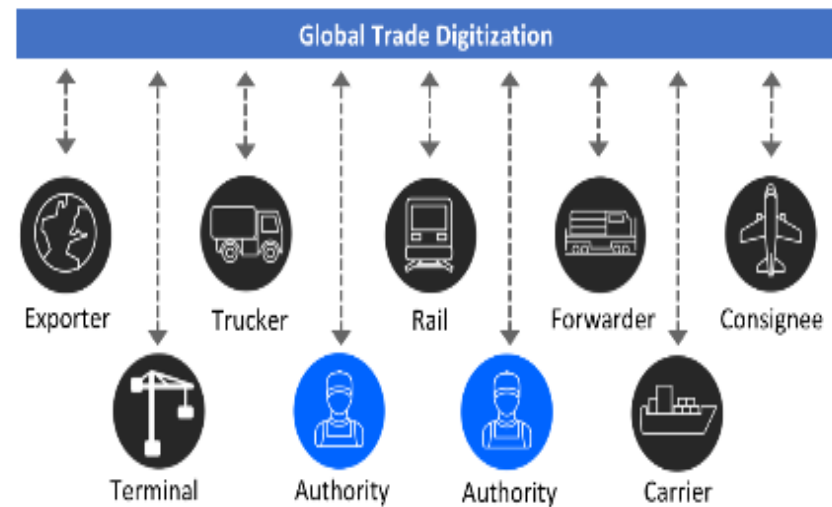 Global Trade Digitization
Exporter Trucker Rail Forwarder Consignee
Terminal Authority Authority Carrier